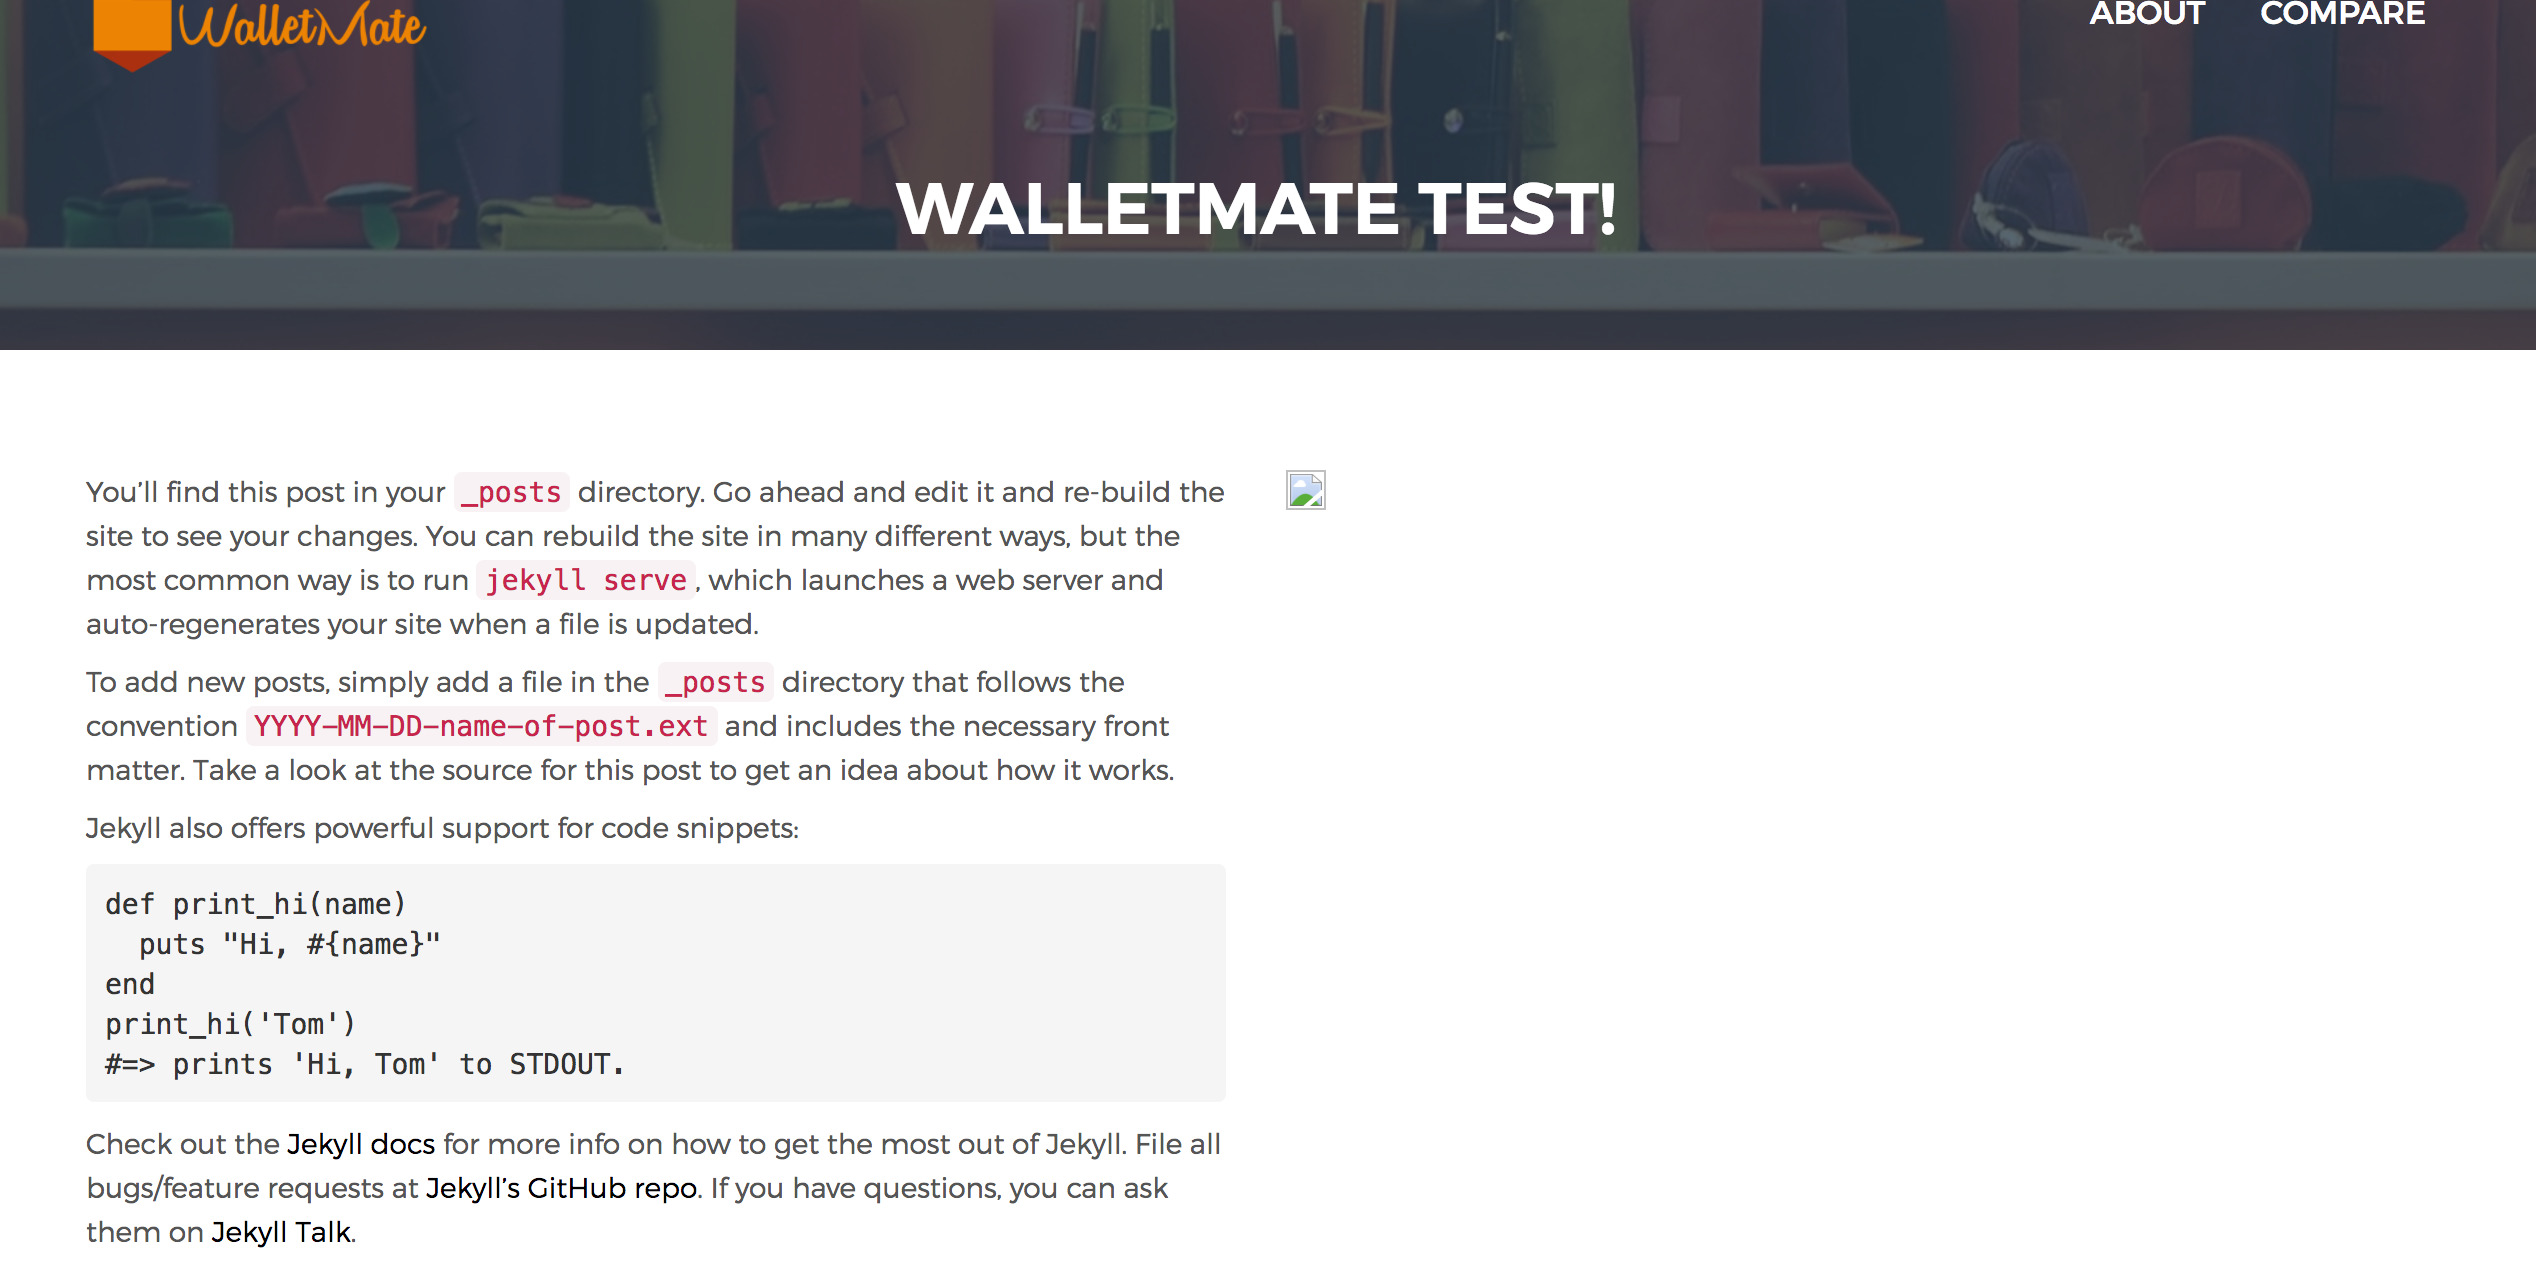 WalletMate
ABOUT COMPARE
WALLETMATE TEST!
You’ll find this post in your _posts directory. Go ahead and edit it and re-build the
site to see your changes. You can rebuild the site in many different ways, but the
most common way is to run jekyll serve, which launches a web server and
auto-regenerates your site when a file is updated.
To add new posts, simply add a file in the _posts directory that follows the
convention YYYY-MM-DD-name-of-post.ext and includes the necessary front
matter. Take a look at the source for this post to get an idea about how it works.
Jekyll also offers powerful support for code snippets:
def print_hi(name)
  puts "Hi, #{name}"
end
print_hi('Tom')
#=> prints 'Hi, Tom' to STDOUT.
Check out the Jekyll docs for more info on how to get the most out of Jekyll. File all
bugs/feature requests at Jekyll’s GitHub repo. If you have questions, you can ask
them on Jekyll Talk.